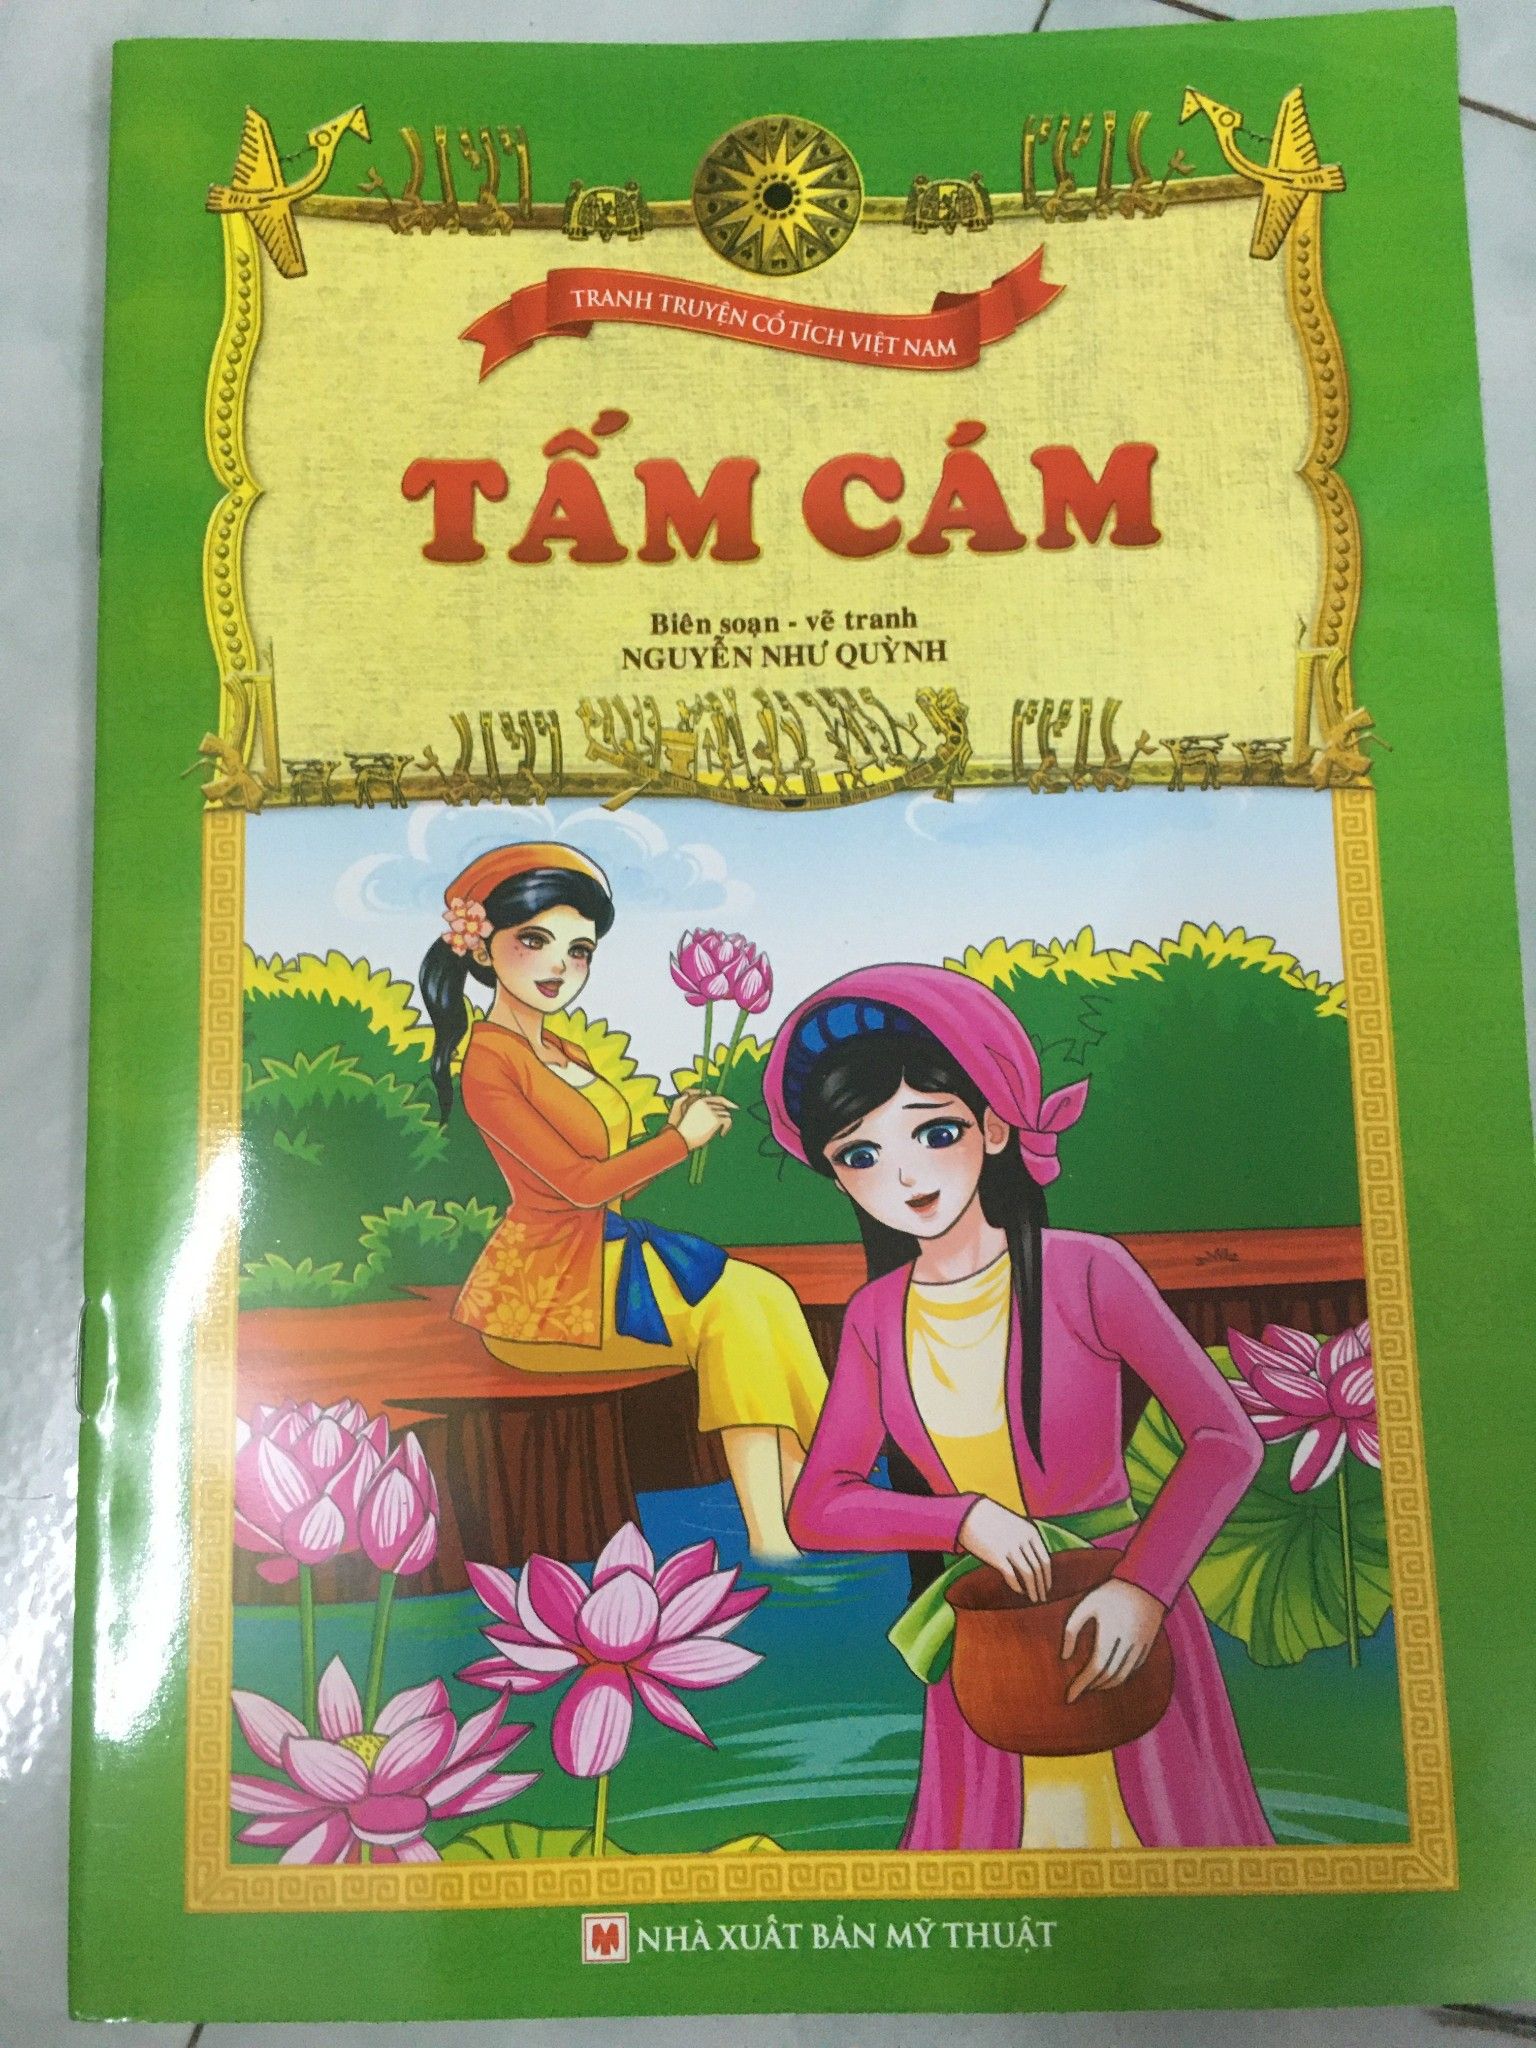 TRANH TRUYỆN CỔ TÍCH VIỆT NAM
TẤM CÁM
Biên soạn - vẽ tranh
NGUYỄN NHƯ QUỲNH
NHÀ XUẤT BẢN MỸ THUẬT